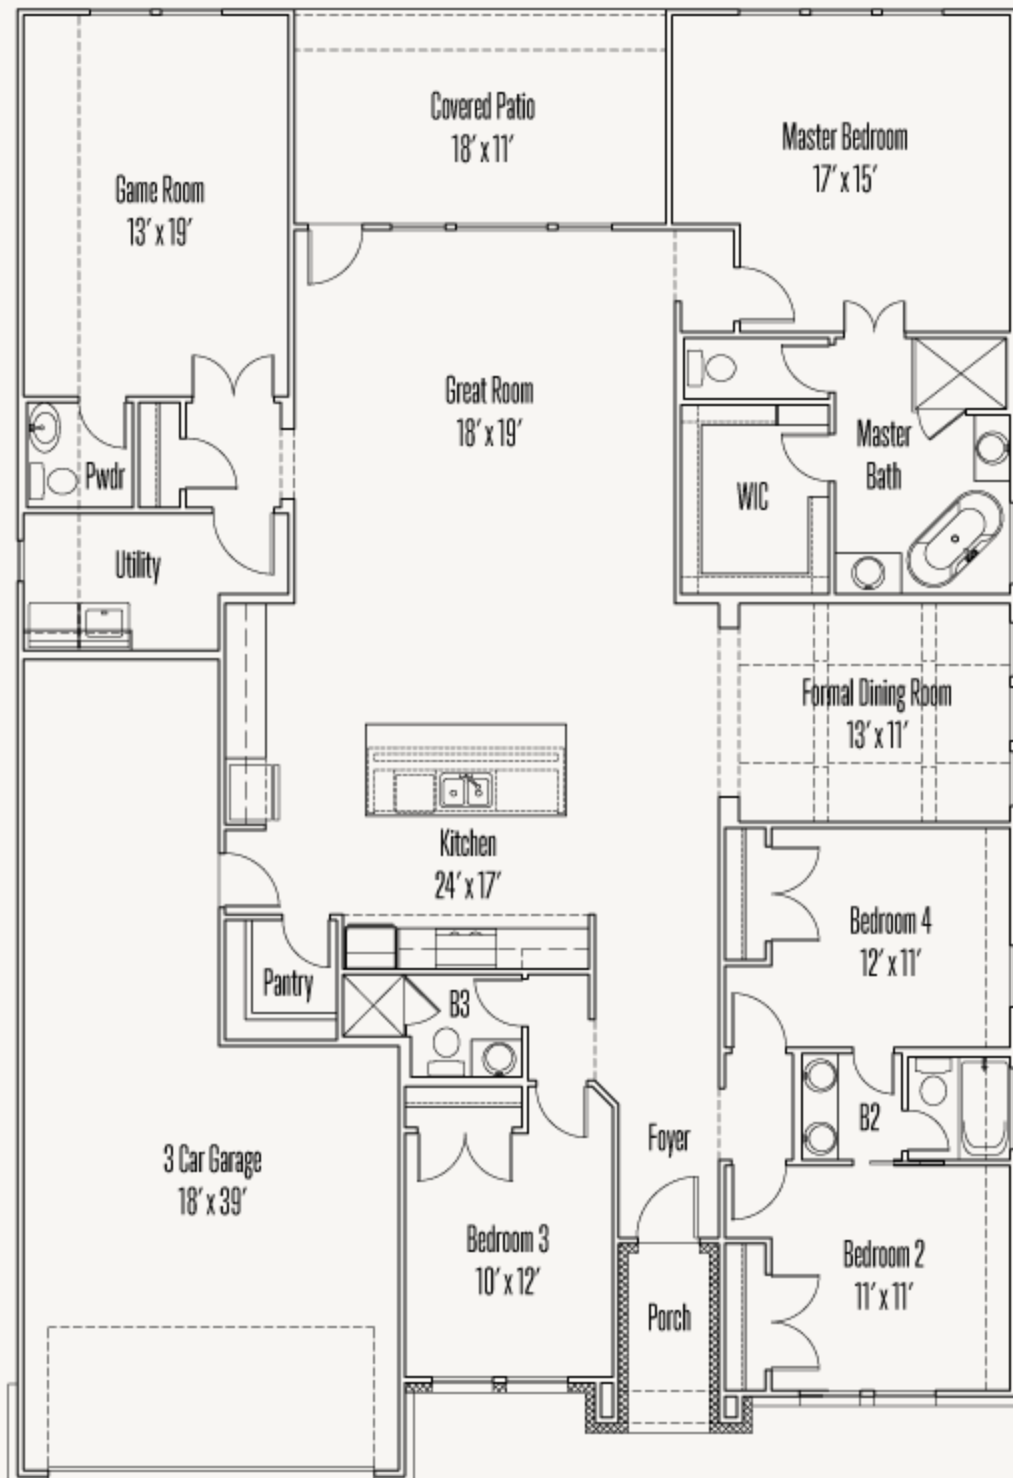 Covered Patio
18' x 11'
Master Bedroom
17' x 15'
Game Room
13' x 19'
Great Room
18' x 19'
Master
Bath
Pwdr
WIC
Utility
Formal Dining Room
13' x 11'
Kitchen
24' x 17'
Bedroom 4
12' x 11'
Pantry
B3
B2
Foyer
3 Car Garage
18' x 39'
Bedroom 3
10' x 12'
Bedroom 2
11' x 11'
Porch